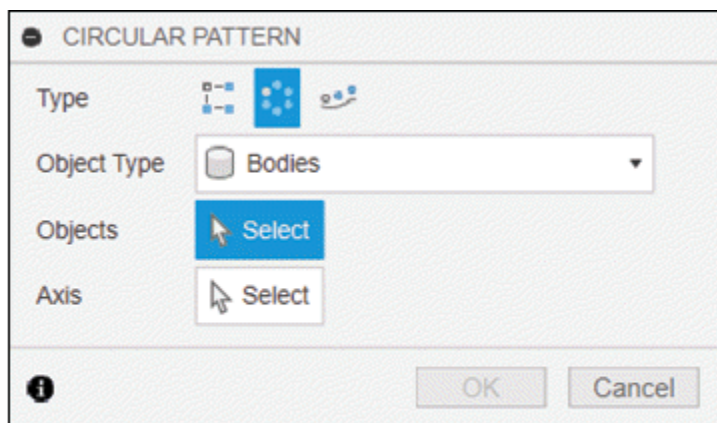 CIRCULAR PATTERN
Type
Object Type Bodies
Objects Select
Axis Select
OK Cancel